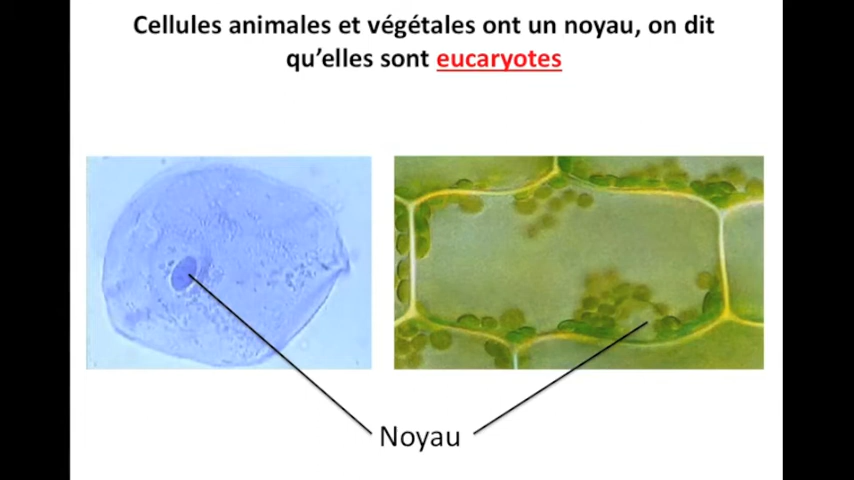 Cellules animales et végétales ont un noyau, on dit
qu’elles sont eucaryotes
Noyau